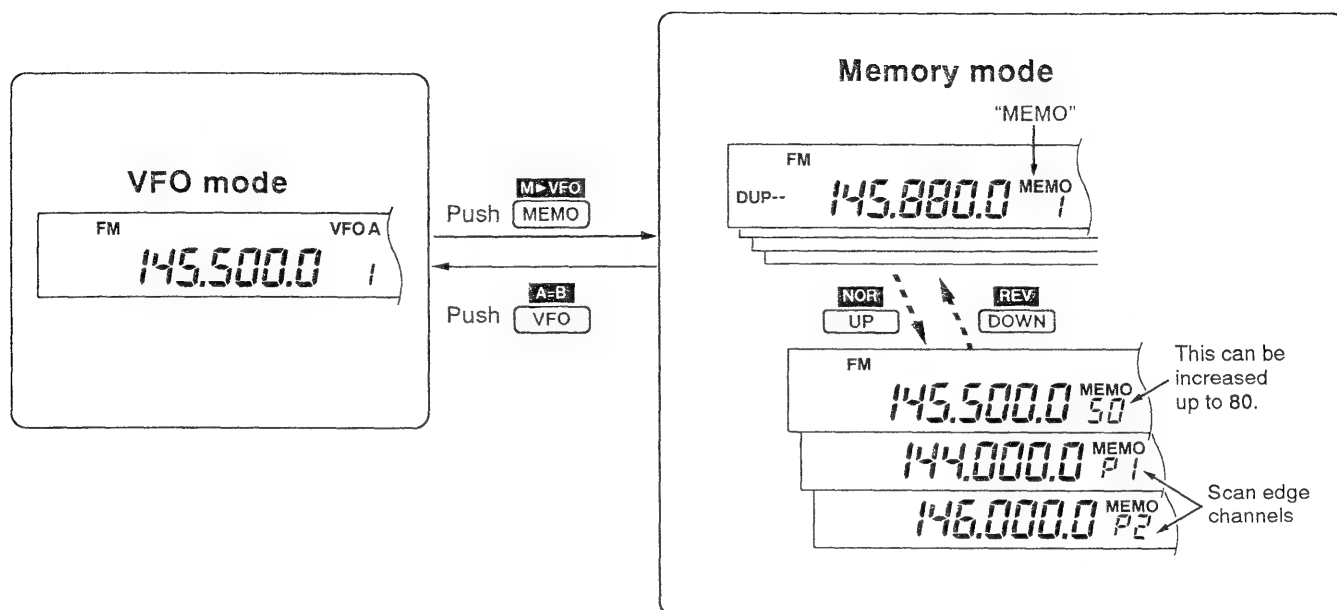 VFO mode
FM VFO A
145.500.0 1
M▶VFO
Push MEMO
A=B
Push VFO
Memory mode
"MEMO"
FM
DUP-- 145.880.0 MEMO 1
NOR
UP
REV
DOWN
FM
145.500.0 MEMO 50
144.000.0 MEMO P1
146.000.0 MEMO P2
This can be
increased
up to 80.
Scan edge
channels